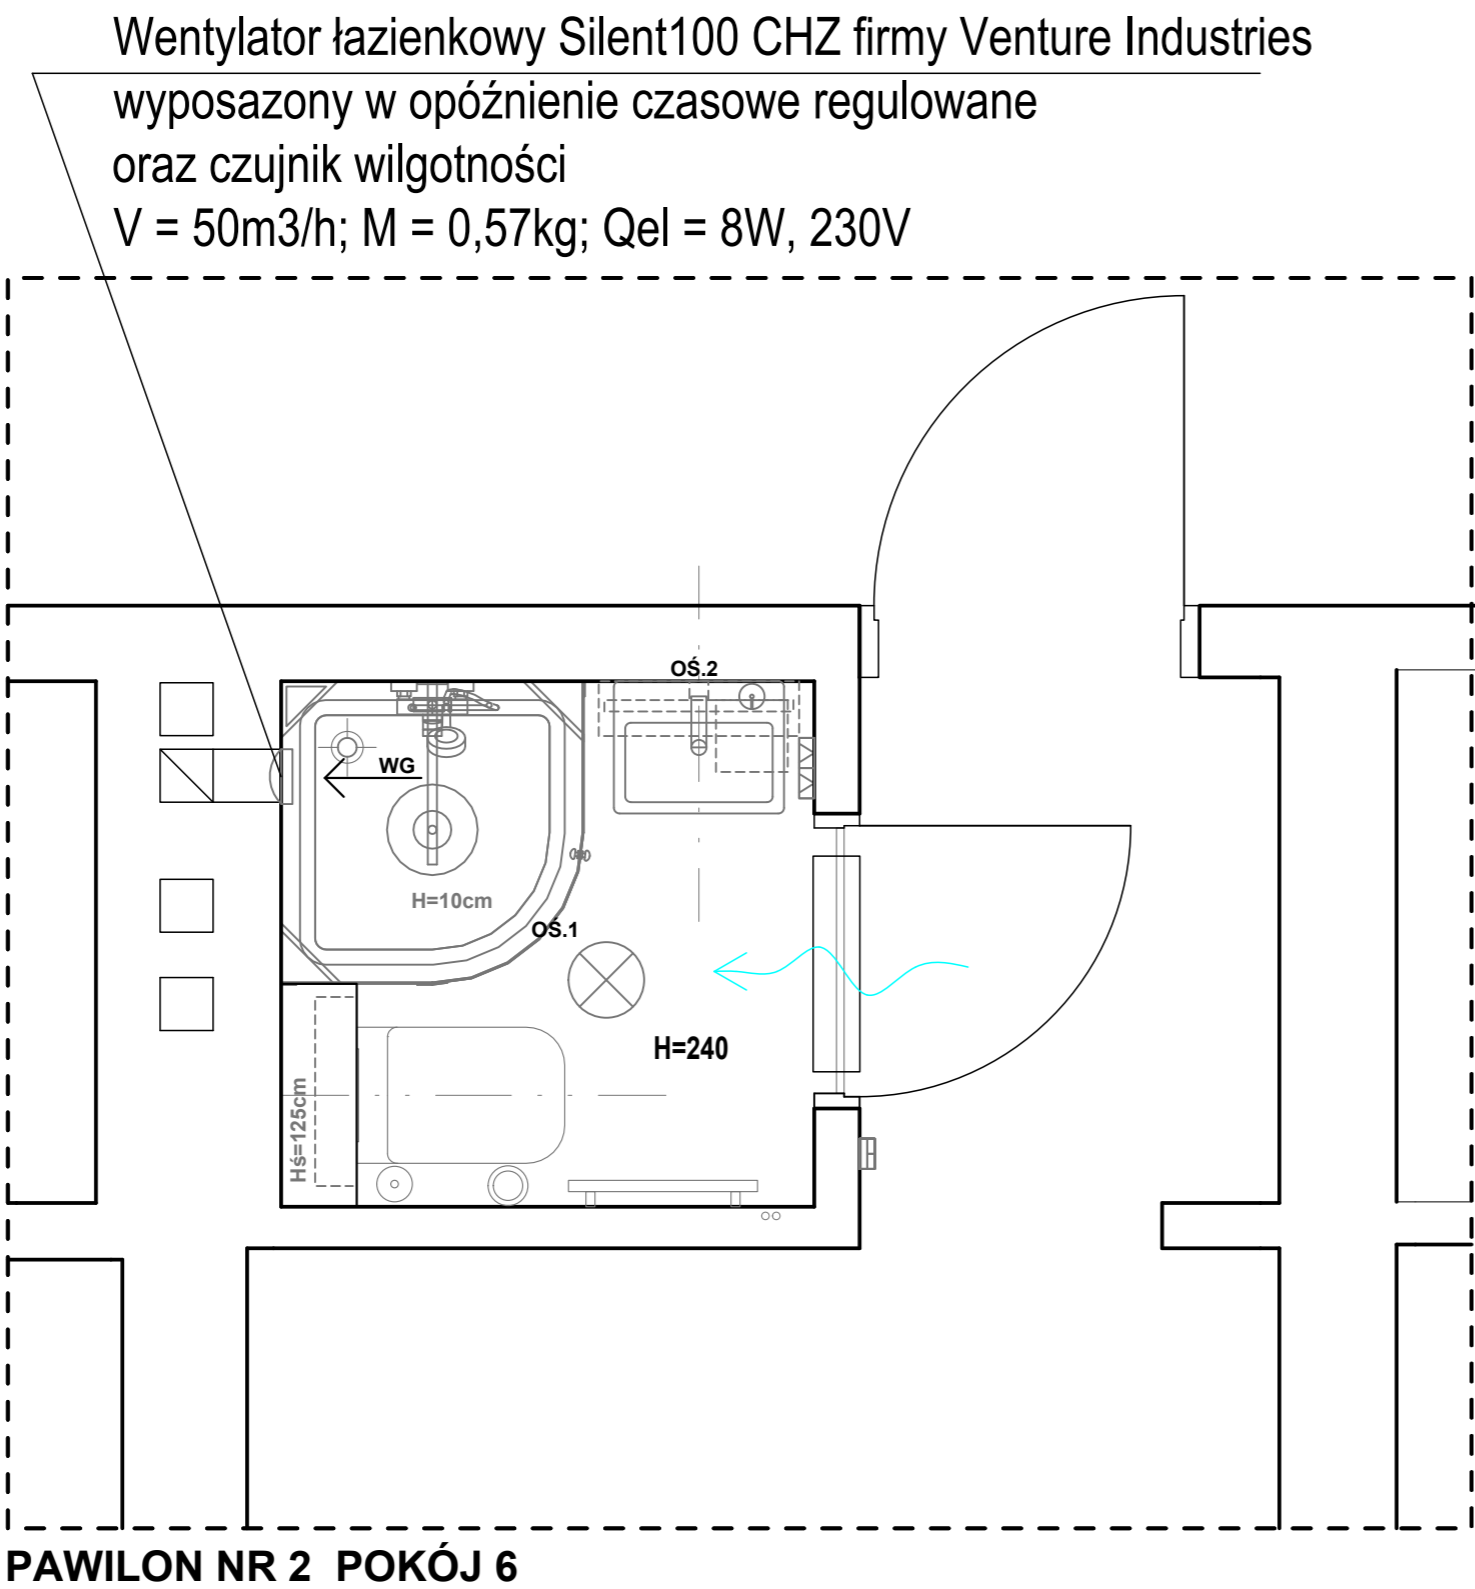 Wentylator łazienkowy Silent100 CHZ firmy Venture Industries
wyposazony w opóźnienie czasowe regulowane
oraz czujnik wilgotności
V = 50m3/h; M = 0,57kg; Qel = 8W, 230V
OŚ.2
WG
H=10cm
OŚ.1
H=240
Hś=125cm
PAWILON NR 2 POKÓJ 6